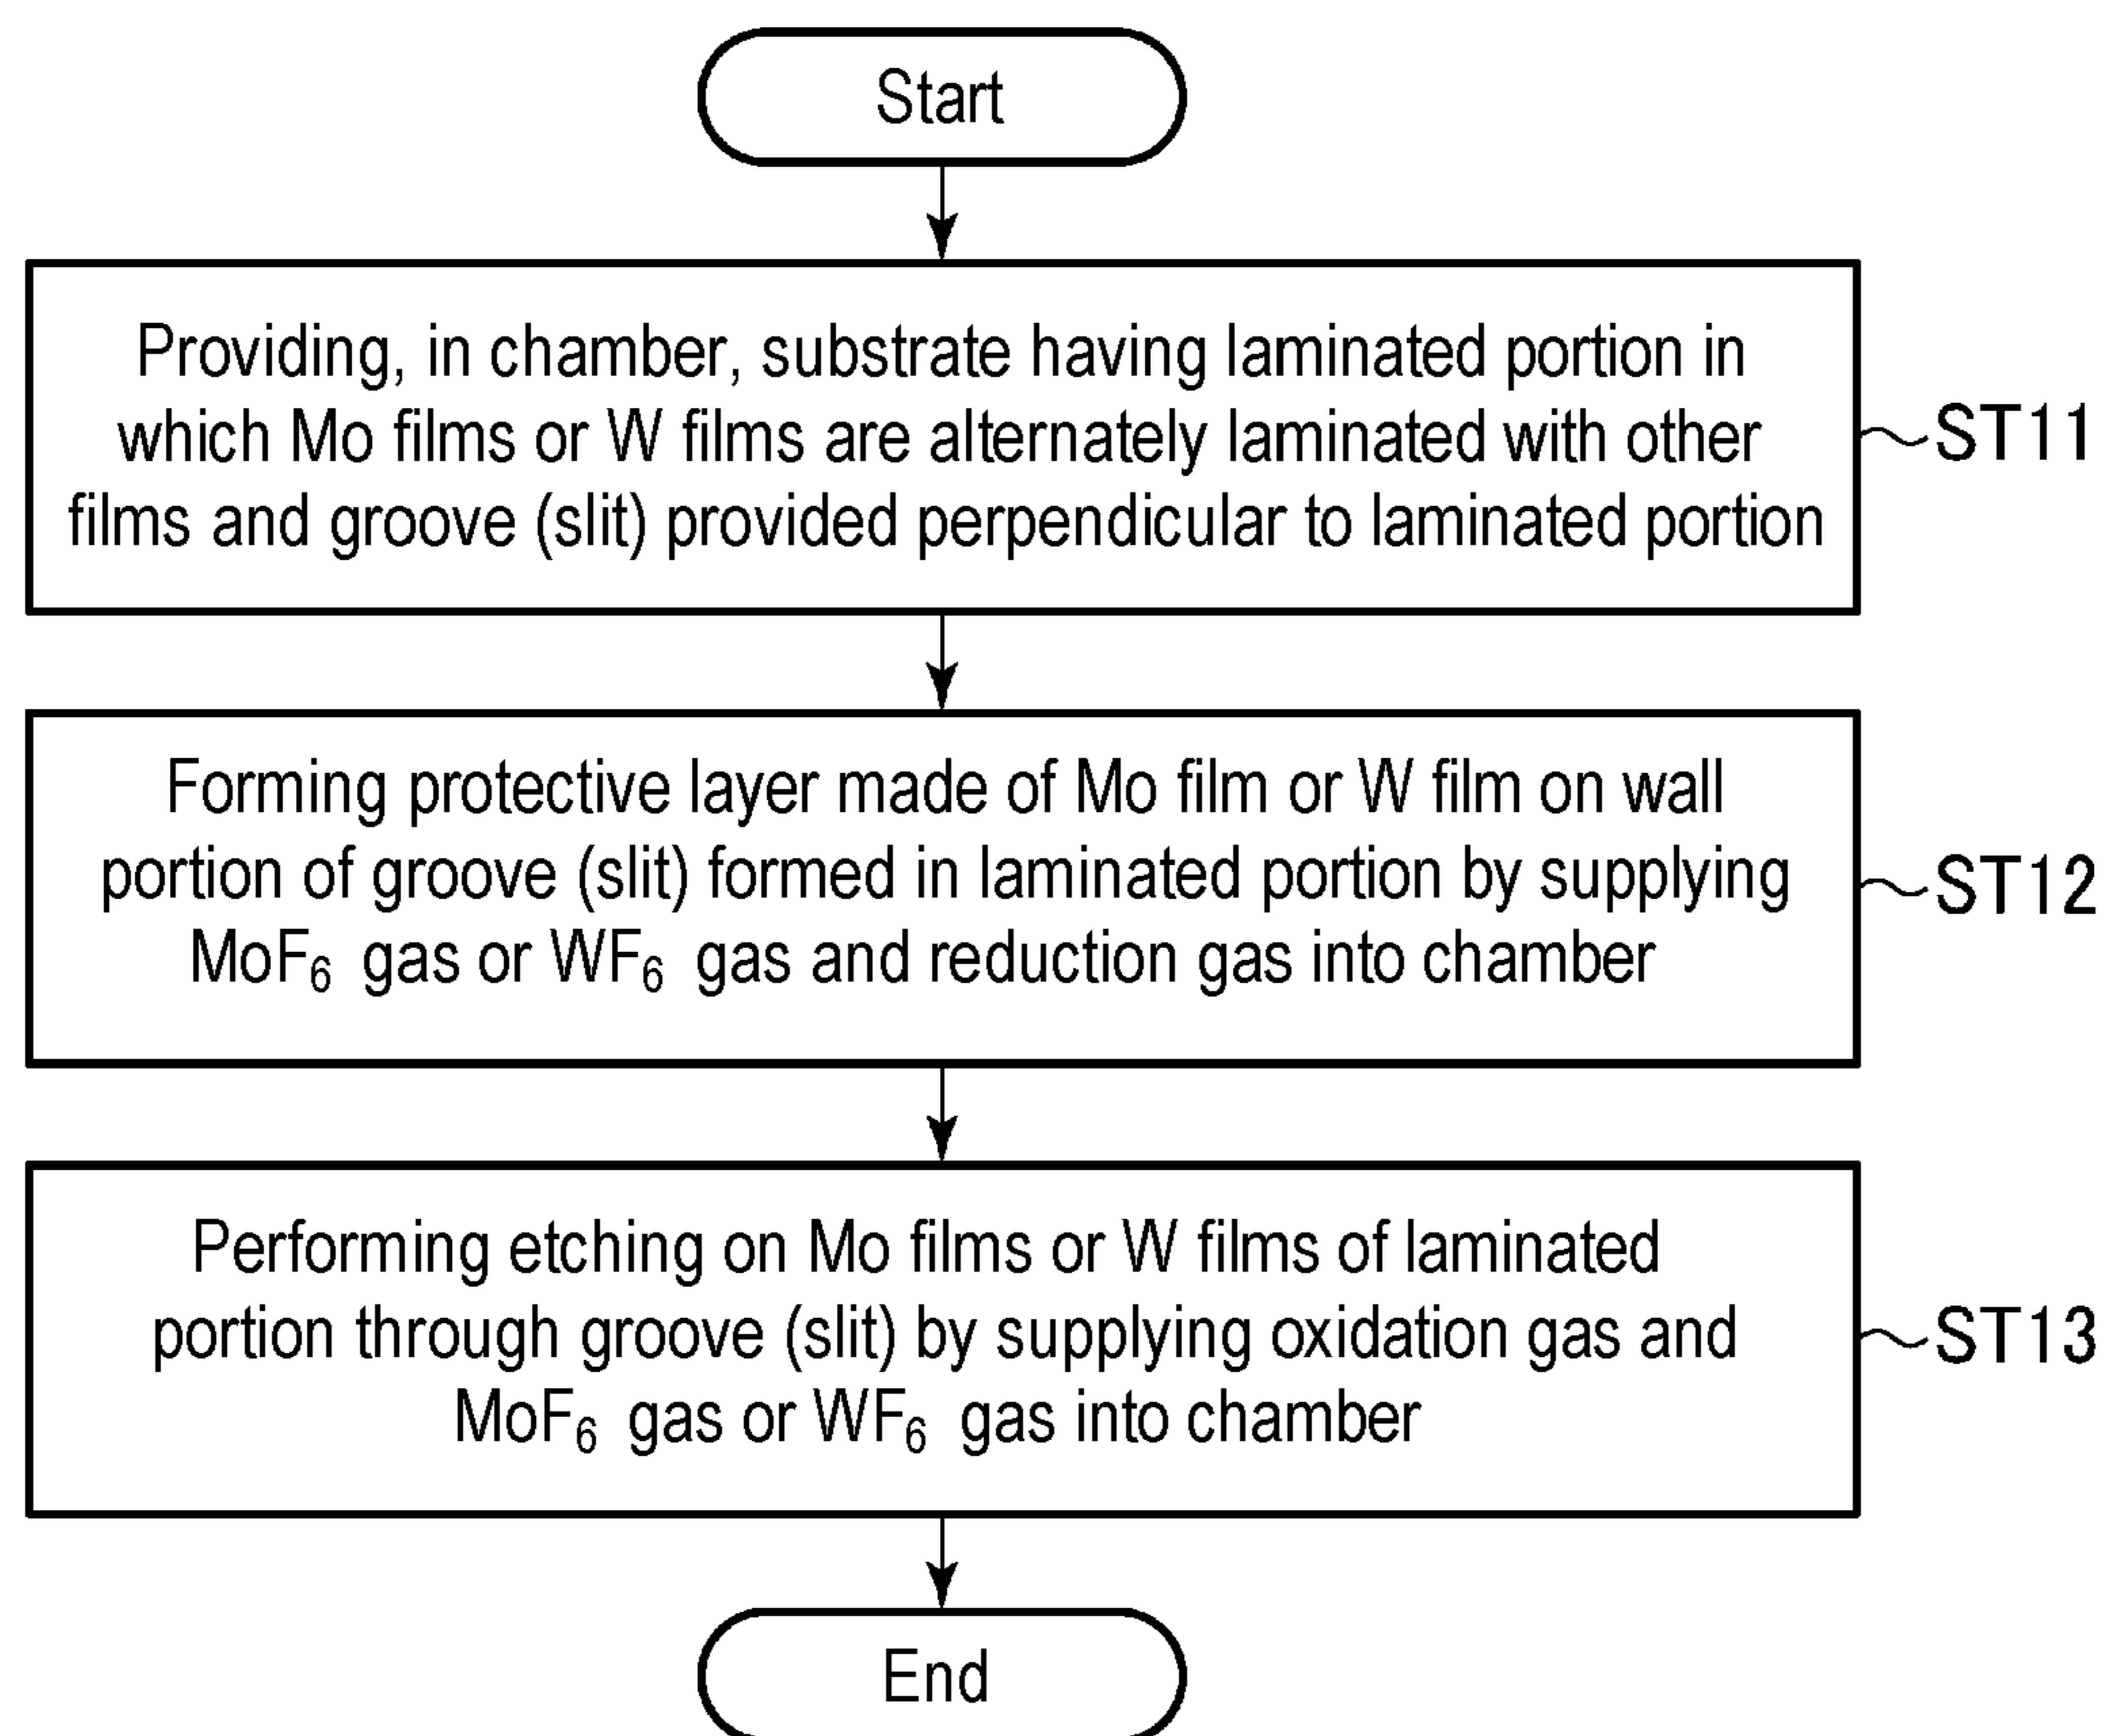 Start
Providing, in chamber, substrate having laminated portion in
which Mo films or W films are alternately laminated with other
films and groove (slit) provided perpendicular to laminated portion
ST11
Forming protective layer made of Mo film or W film on wall
portion of groove (slit) formed in laminated portion by supplying
MoF₆ gas or WF₆ gas and reduction gas into chamber
ST12
Performing etching on Mo films or W films of laminated
portion through groove (slit) by supplying oxidation gas and
MoF₆ gas or WF₆ gas into chamber
ST13
End